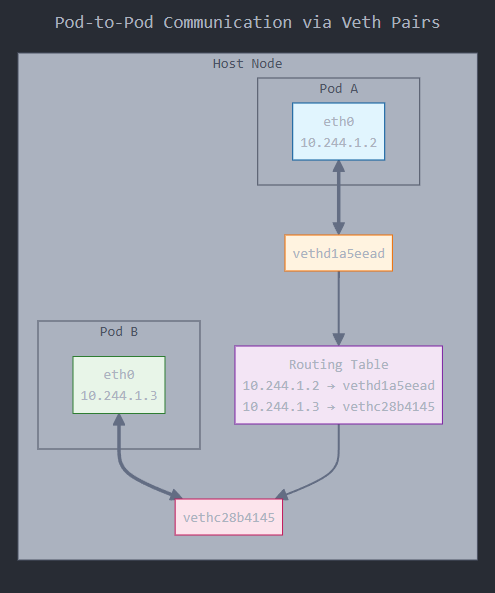 Pod-to-Pod Communication via Veth Pairs
Host Node
Pod A
eth0
10.244.1.2
vethd1a5eead
Pod B
eth0
10.244.1.3
Routing Table
10.244.1.2 → vethd1a5eead
10.244.1.3 → vethc28b4145
vethc28b4145